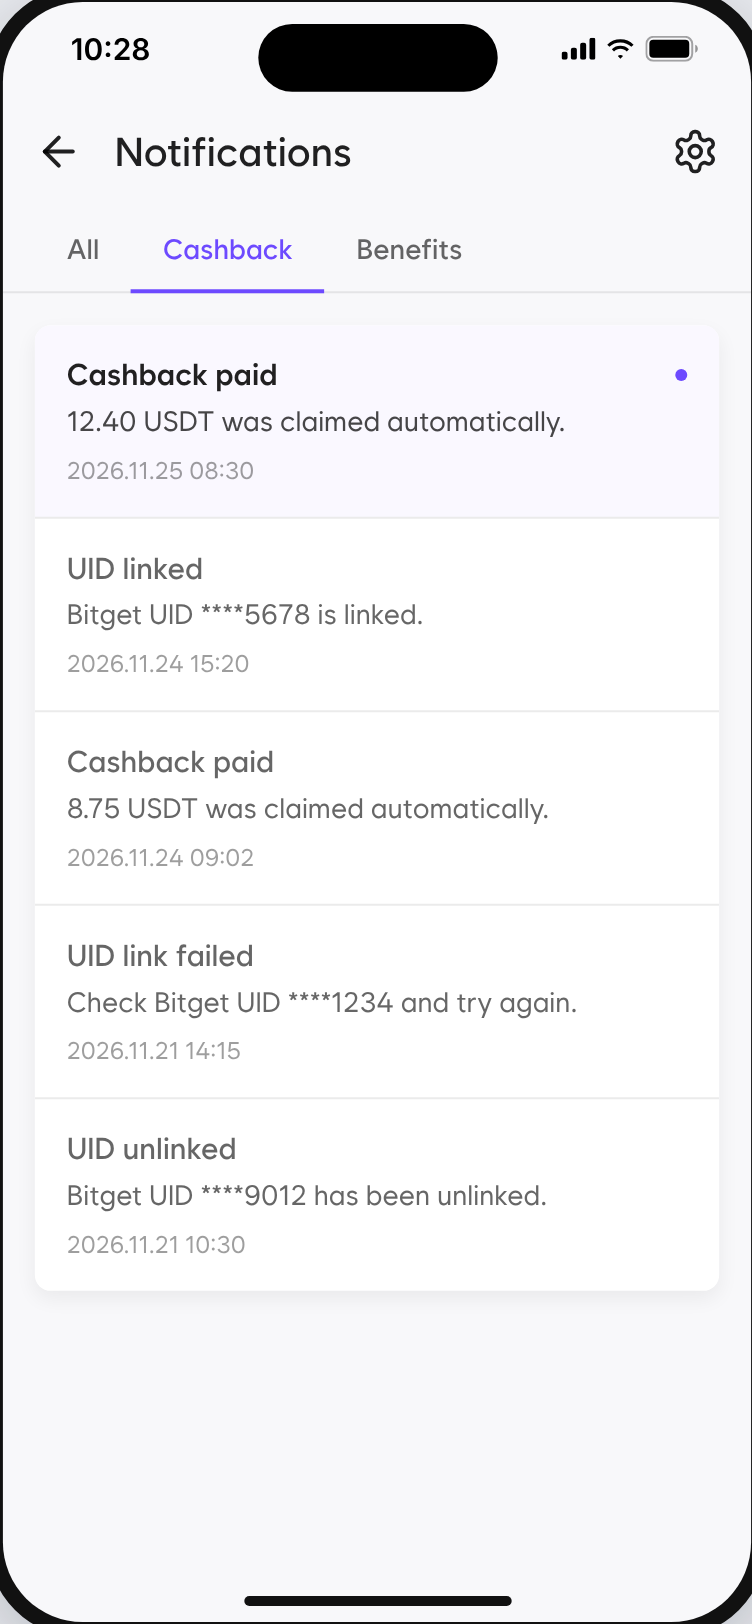 10:28
Notifications
All
Cashback
Benefits
Cashback paid
12.40 USDT was claimed automatically.
2026.11.25 08:30
UID linked
Bitget UID ****5678 is linked.
2026.11.24 15:20
Cashback paid
8.75 USDT was claimed automatically.
2026.11.24 09:02
UID link failed
Check Bitget UID ****1234 and try again.
2026.11.21 14:15
UID unlinked
Bitget UID ****9012 has been unlinked.
2026.11.21 10:30